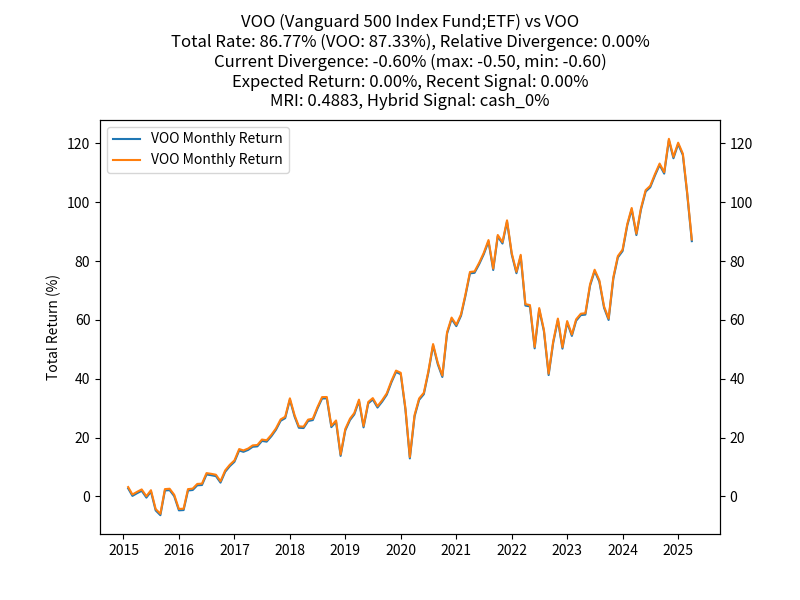 VOO (Vanguard 500 Index Fund;ETF) vs VOO
Total Rate: 86.77% (VOO: 87.33%), Relative Divergence: 0.00%
Current Divergence: -0.60% (max: -0.50, min: -0.60)
Expected Return: 0.00%, Recent Signal: 0.00%
MRI: 0.4883, Hybrid Signal: cash_0%
VOO Monthly Return
VOO Monthly Return
Total Return (%)
120 120
100 100
80 80
60 60
40 40
20 20
0 0
2015 2016 2017 2018 2019 2020 2021 2022 2023 2024 2025